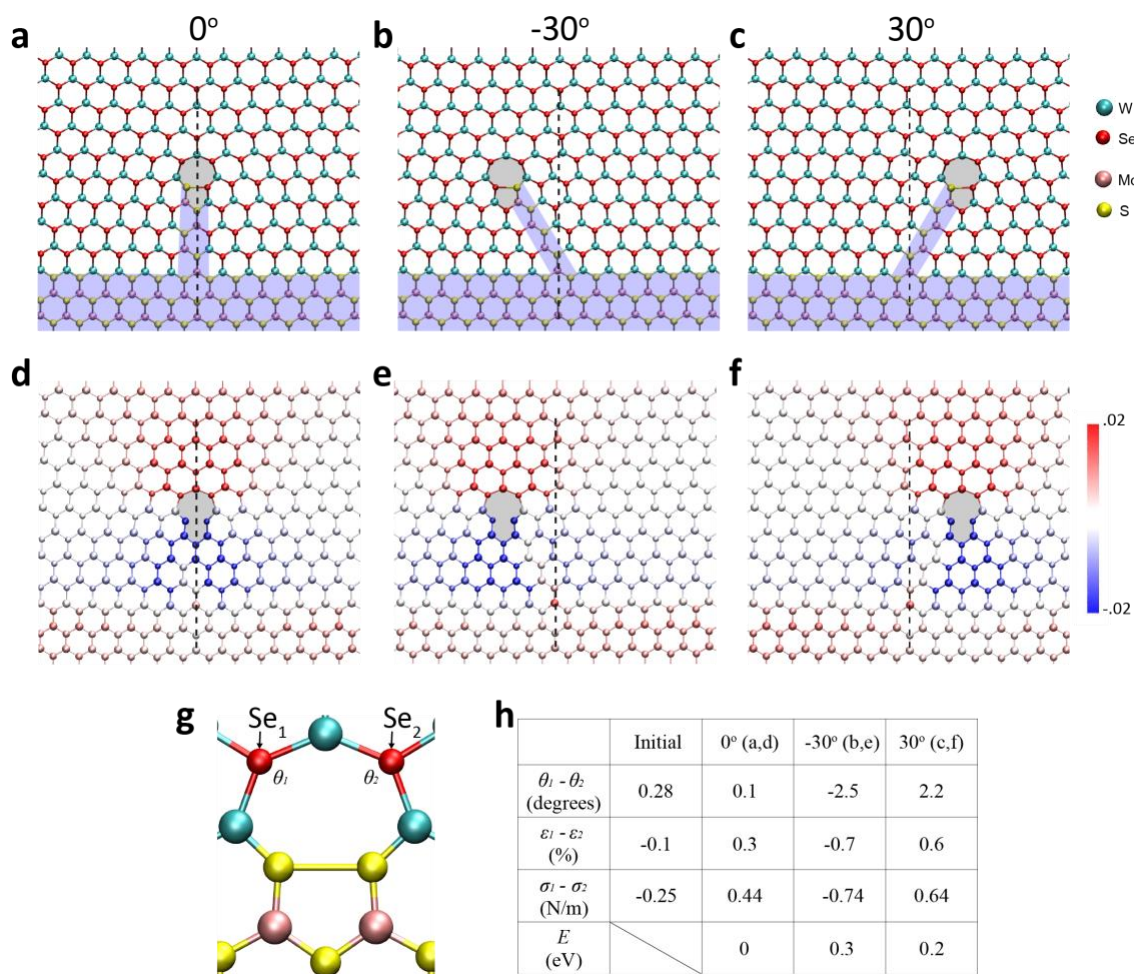 0° -30° 30°
a b c
W
Se
Mo
S
d e f
.02
-.02
g h
Se1 Se2
θ1 θ2
Initial 0° (a,d) -30° (b,e) 30° (c,f)
θ1 - θ2 (degrees) 0.28 0.1 -2.5 2.2
ε1 - ε2 (%) -0.1 0.3 -0.7 0.6
σ1 - σ2 (N/m) -0.25 0.44 -0.74 0.64
E (eV) 0 0.3 0.2